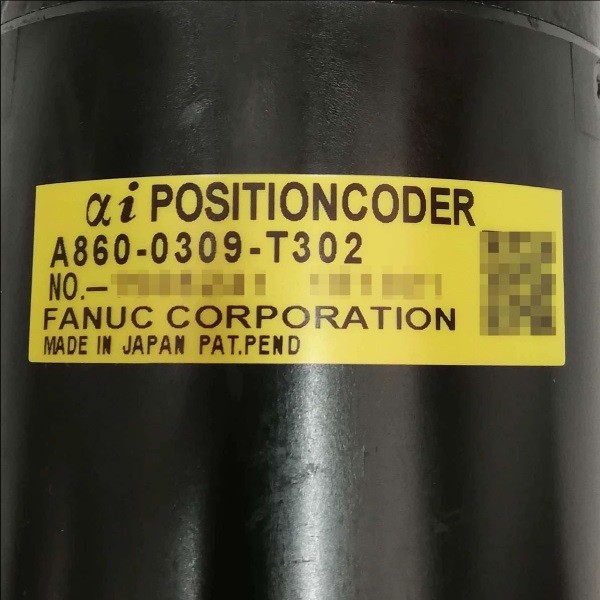 αi POSITIONCODER
A860-0309-T302
NO.—
FANUC CORPORATION
MADE IN JAPAN PAT.PEND